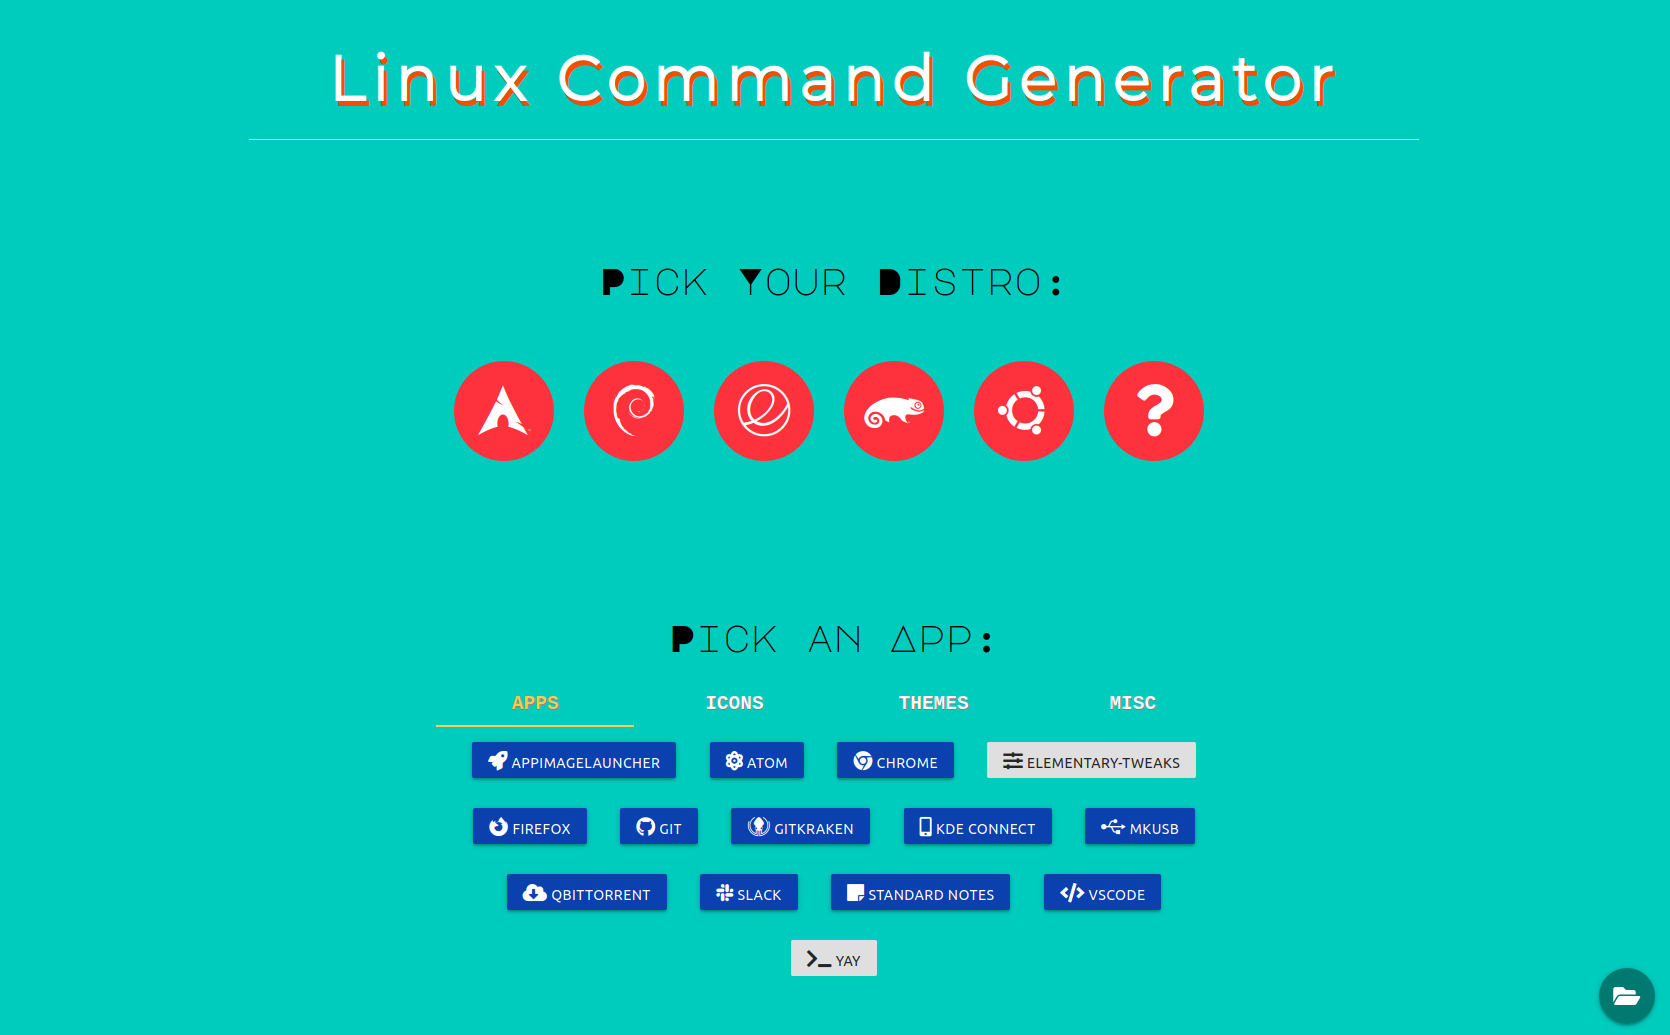 Linux Command Generator
Pick Your Distro:
Pick an App:
APPS ICONS THEMES MISC
APPIMAGELAUNCHER ATOM CHROME ELEMENTARY-TWEAKS
FIREFOX GIT GITKRAKEN KDE CONNECT MKUSB
QBITTORRENT SLACK STANDARD NOTES VSCODE
YAY